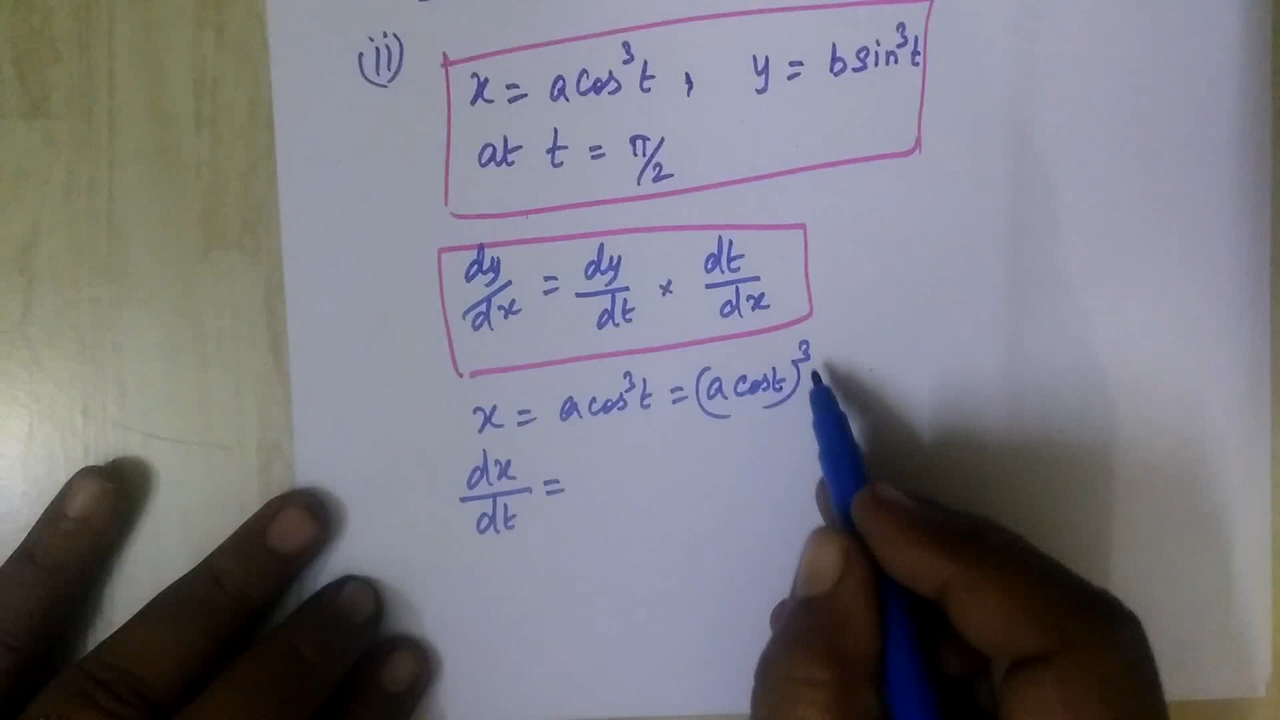 (ii)
x = a cos³t , y = b sin³t
at t = π/2
dy/dx = dy/dt × dt/dx
x = a cos³t = (a cost)³
dx/dt =